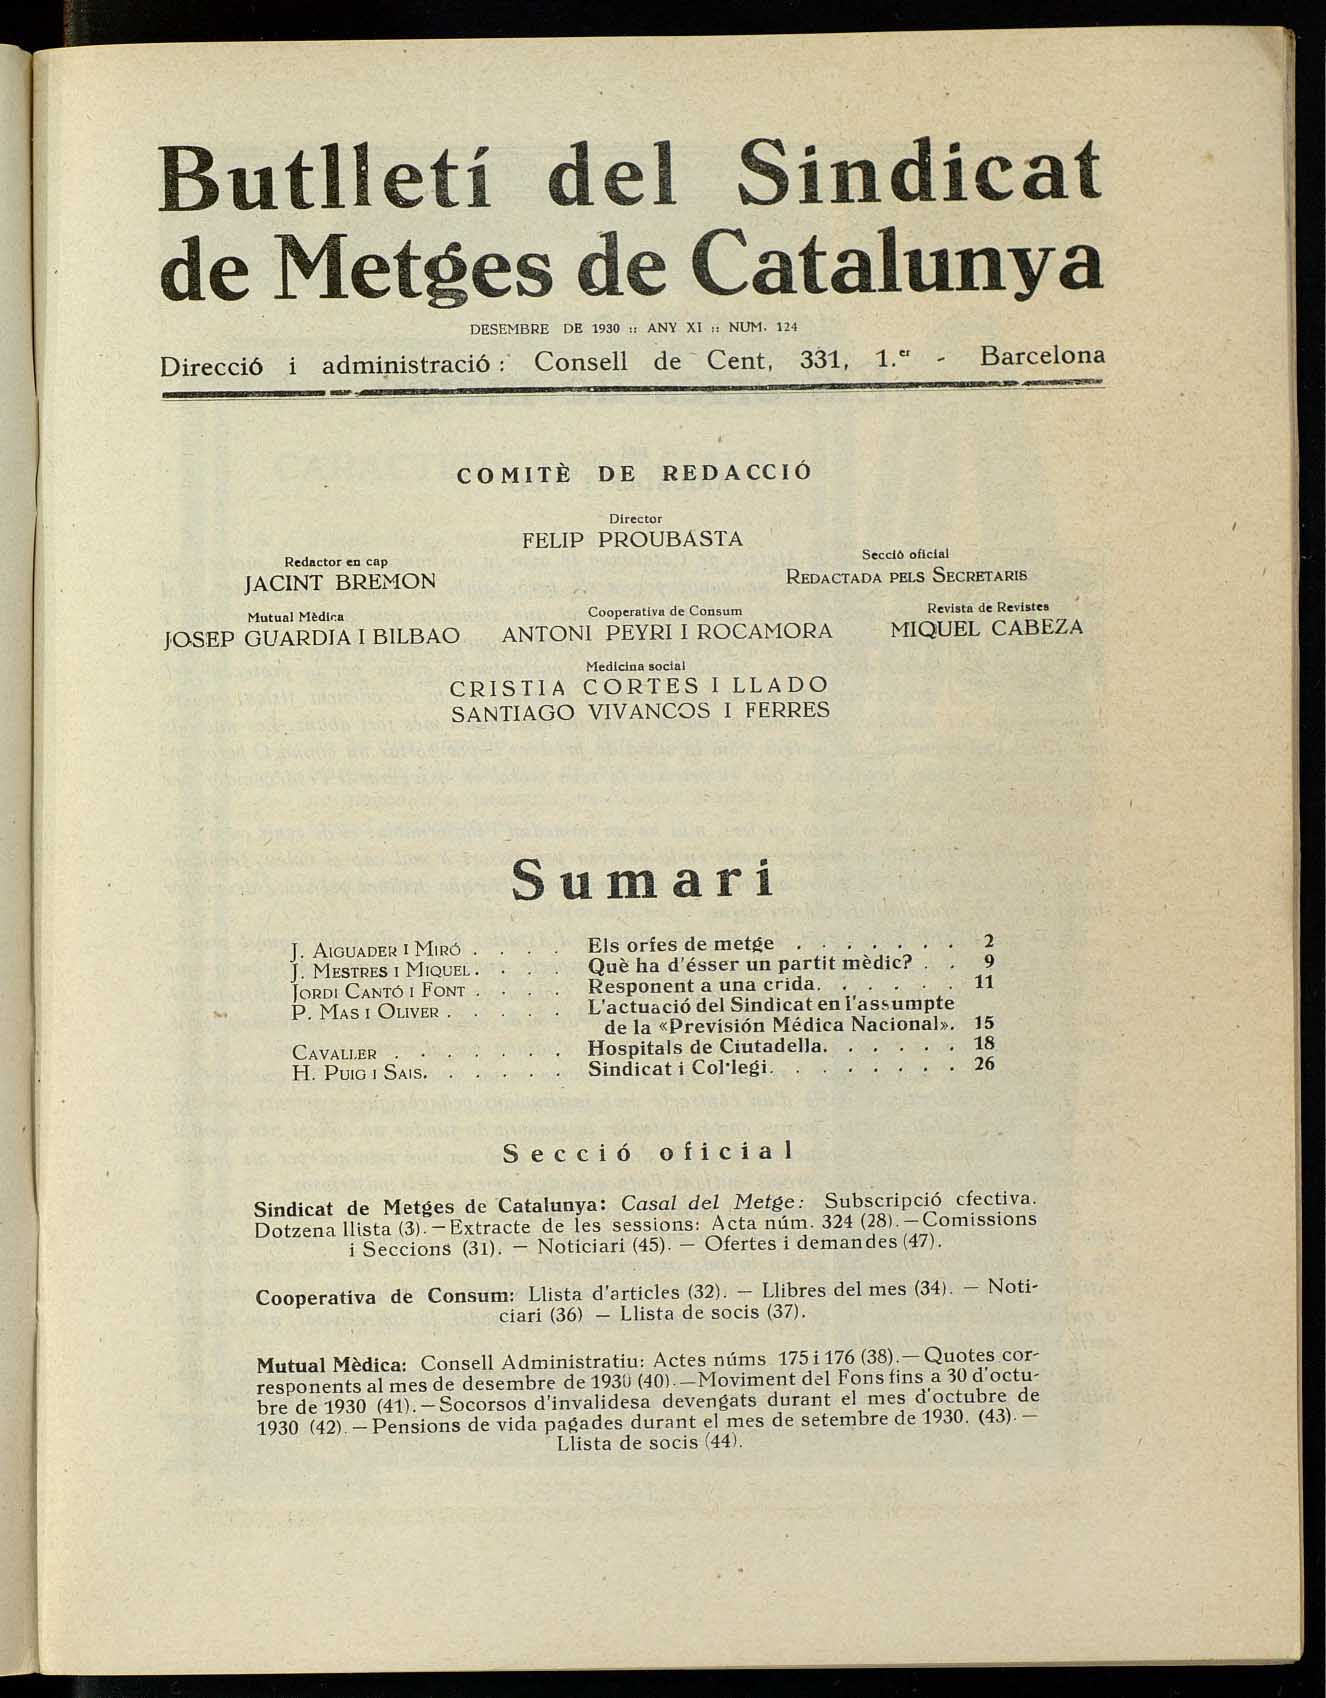 Butlletí del Sindicat
de Metges de Catalunya
DESEMBRE DE 1930 :: ANY XI :: NUM. 124
Direcció i administració : Consell de Cent, 331, 1.er - Barcelona
COMITÈ DE REDACCIÓ
Director
FELIP PROUBASTA
Redactor en cap
JACINT BREMON
Secció oficial
REDACTADA PELS SECRETARIS
Mutual Mèdica
JOSEP GUARDIA I BILBAO
Cooperativa de Consum
ANTONI PEYRI I ROCAMORA
Revista de Revistes
MIQUEL CABEZA
Medicina social
CRISTIA CORTES I LLADO
SANTIAGO VIVANCOS I FERRES
Sumari
J. AIGUADER I MIRÓ . . . . Els orfes de metge . . . . . . . 2
J. MESTRES I MIQUEL . . . . Què ha d'ésser un partit mèdic? . . 9
JORDI CANTÓ I FONT . . . . Responent a una crida. . . . . . 11
P. MAS I OLIVER . . . . . L'actuació del Sindicat en l'assumpte
de la «Previsión Médica Nacional». 15
CAVALLER . . . . . . . Hospitals de Ciutadella. . . . . . 18
H. PUIG I SAIS. . . . . . Sindicat i Col·legi. . . . . . . . 26
Secció oficial
Sindicat de Metges de Catalunya: Casal del Metge: Subscripció efectiva.
Dotzena llista (3). — Extracte de les sessions: Acta núm. 324 (28). — Comissions
i Seccions (31). — Noticiari (45). — Ofertes i demandes (47).
Cooperativa de Consum: Llista d'articles (32). — Llibres del mes (34). — Noti-
ciari (36) — Llista de socis (37).
Mutual Mèdica: Consell Administratiu: Actes núms 175 i 176 (38). — Quotes cor-
responents al mes de desembre de 1930 (40). — Moviment del Fons fins a 30 d'octu-
bre de 1930 (41). — Socorsos d'invalidesa devengats durant el mes d'octubre de
1930 (42). — Pensions de vida pagades durant el mes de setembre de 1930. (43). —
Llista de socis (44).